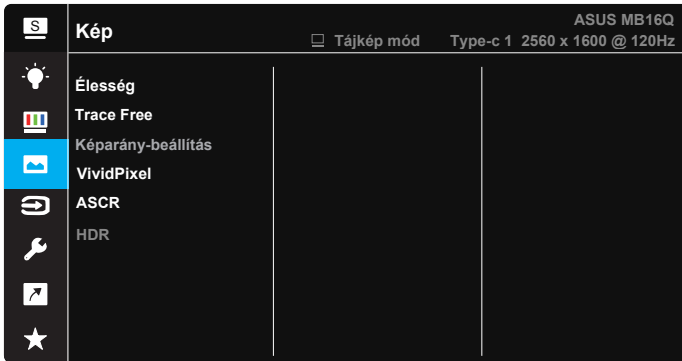 S
Kép
ASUS MB16Q
Tájkép mód Type-c 1 2560 x 1600 @ 120Hz
Élesség
Trace Free
Képarány-beállítás
VividPixel
ASCR
HDR